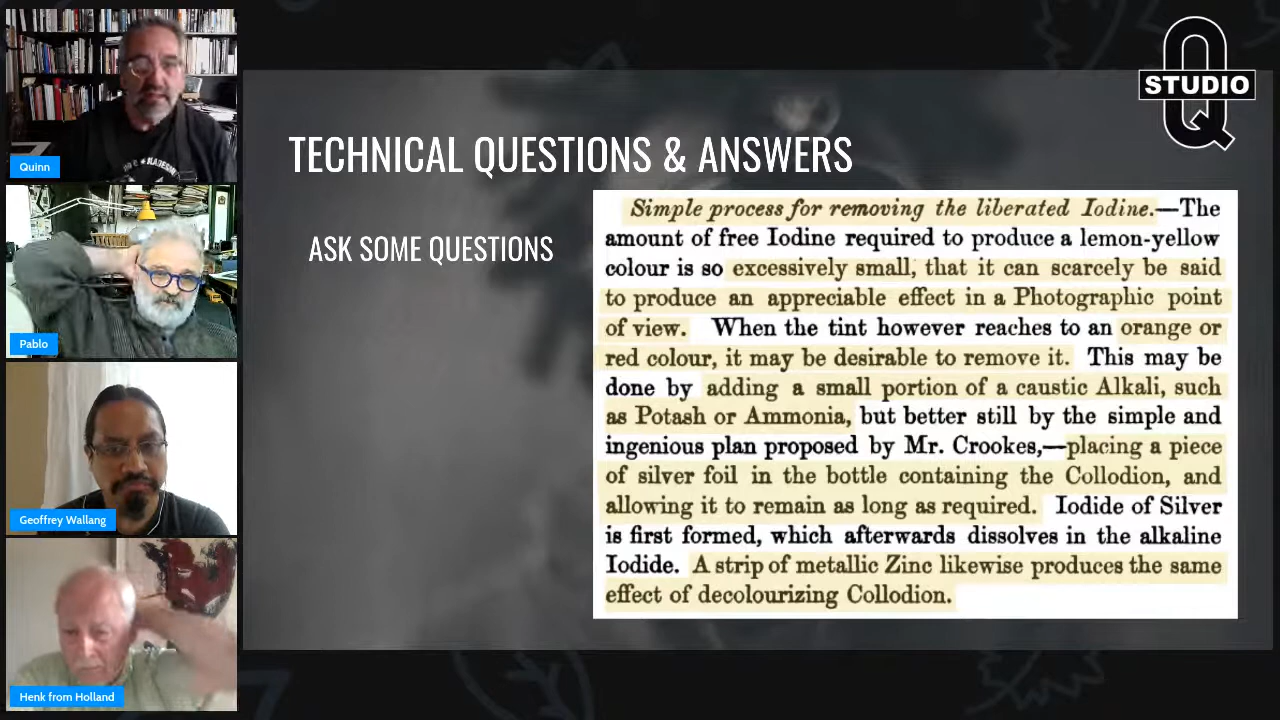 Quinn
Pablo
Geoffrey Wallang
Henk from Holland
STUDIO
Q
TECHNICAL QUESTIONS & ANSWERS
ASK SOME QUESTIONS
Simple process for removing the liberated Iodine.—The
amount of free Iodine required to produce a lemon-yellow
colour is so excessively small, that it can scarcely be said
to produce an appreciable effect in a Photographic point
of view. When the tint however reaches to an orange or
red colour, it may be desirable to remove it. This may be
done by adding a small portion of a caustic Alkali, such
as Potash or Ammonia, but better still by the simple and
ingenious plan proposed by Mr. Crookes,—placing a piece
of silver foil in the bottle containing the Collodion, and
allowing it to remain as long as required. Iodide of Silver
is first formed, which afterwards dissolves in the alkaline
Iodide. A strip of metallic Zinc likewise produces the same
effect of decolourizing Collodion.